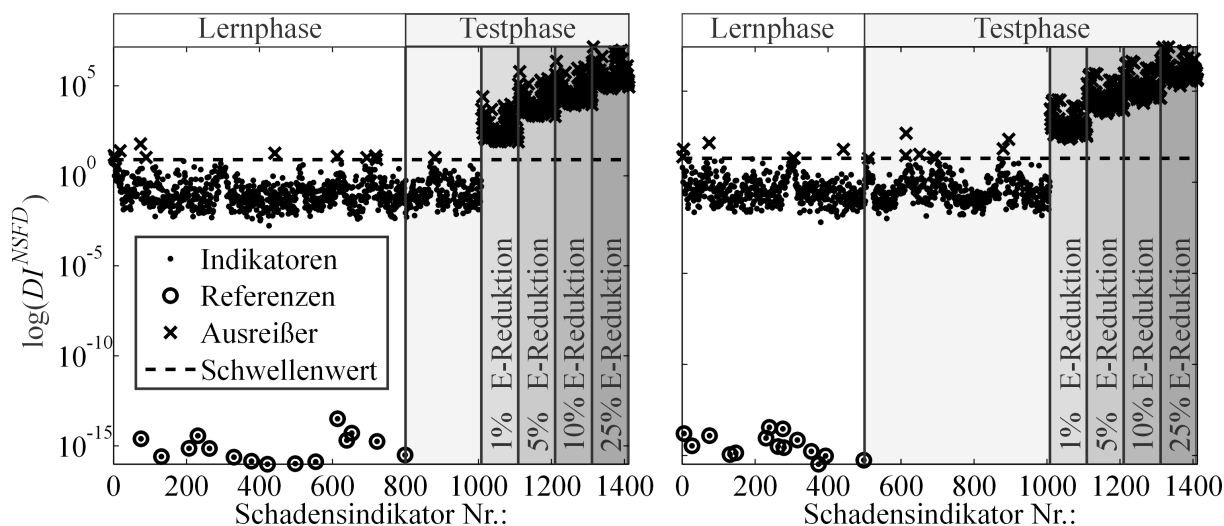 Lernphase
Testphase
Lernphase
Testphase
log(DI^NSFD)
10^5
10^0
10^-5
10^-10
10^-15
Indikatoren
Referenzen
Ausreißer
Schwellenwert
1% E-Reduktion
5% E-Reduktion
10% E-Reduktion
25% E-Reduktion
1% E-Reduktion
5% E-Reduktion
10% E-Reduktion
25% E-Reduktion
0 200 400 600 800 1000 1200 1400
0 200 400 600 800 1000 1200 1400
Schadensindikator Nr.:
Schadensindikator Nr.: